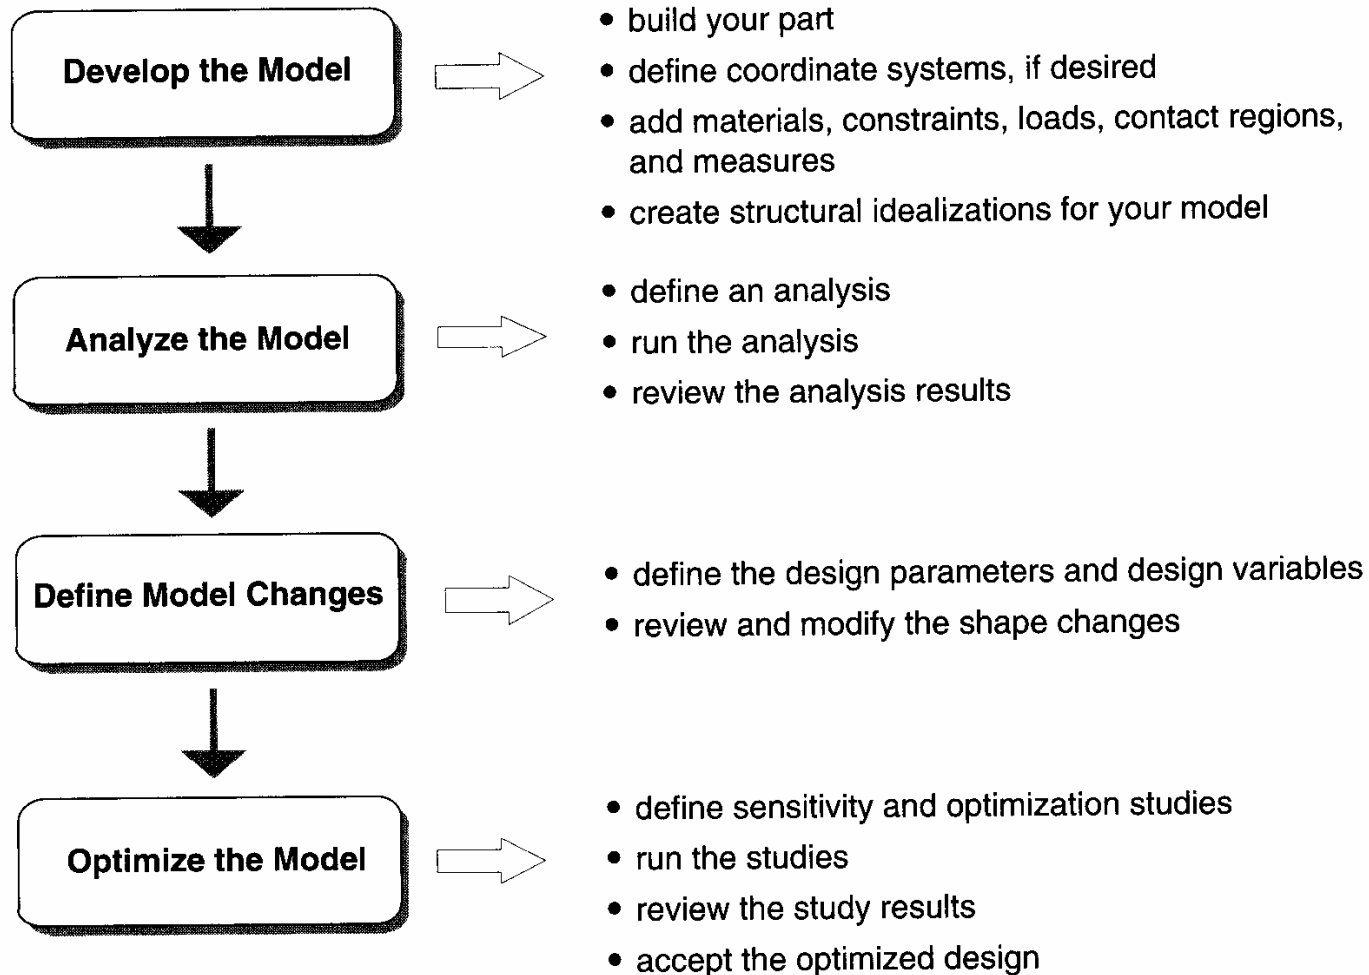 Develop the Model
• build your part
• define coordinate systems, if desired
• add materials, constraints, loads, contact regions,
and measures
• create structural idealizations for your model
Analyze the Model
• define an analysis
• run the analysis
• review the analysis results
Define Model Changes
• define the design parameters and design variables
• review and modify the shape changes
Optimize the Model
• define sensitivity and optimization studies
• run the studies
• review the study results
• accept the optimized design